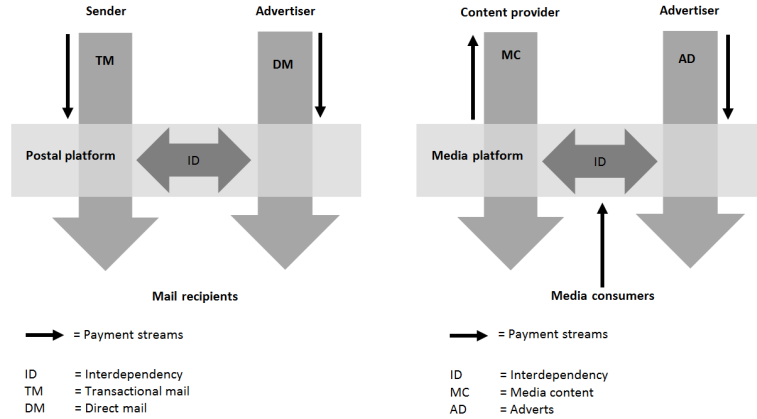 Sender Advertiser
TM
DM
Postal platform
ID
Mail recipients
= Payment streams
ID = Interdependency
TM = Transactional mail
DM = Direct mail
Content provider Advertiser
MC AD
Media platform
ID
Media consumers
= Payment streams
ID = Interdependency
MC = Media content
AD = Adverts